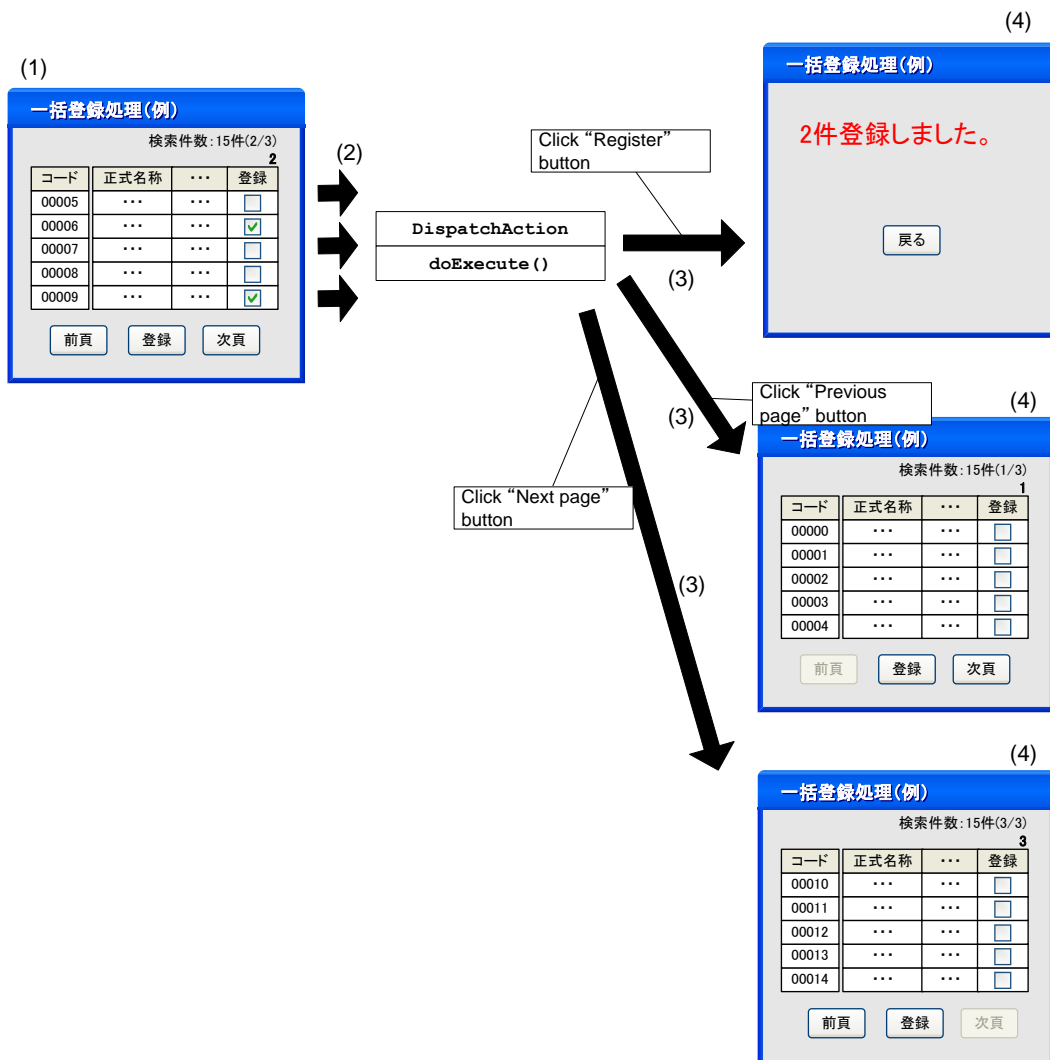 (1)
一括登録処理(例)
検索件数:15件(2/3)
2
コード 正式名称 ・・・ 登録
00005 ・・・ ・・・
00006 ・・・ ・・・
00007 ・・・ ・・・
00008 ・・・ ・・・
00009 ・・・ ・・・
前頁 登録 次頁
(2)
DispatchAction
doExecute()
Click “Register”
button
(3)
(4)
一括登録処理(例)
2件登録しました。
戻る
Click “Previous
page” button
(3)
(4)
一括登録処理(例)
検索件数:15件(1/3)
1
コード 正式名称 ・・・ 登録
00000 ・・・ ・・・
00001 ・・・ ・・・
00002 ・・・ ・・・
00003 ・・・ ・・・
00004 ・・・ ・・・
前頁 登録 次頁
Click “Next page”
button
(3)
(4)
一括登録処理(例)
検索件数:15件(3/3)
3
コード 正式名称 ・・・ 登録
00010 ・・・ ・・・
00011 ・・・ ・・・
00012 ・・・ ・・・
00013 ・・・ ・・・
00014 ・・・ ・・・
前頁 登録 次頁